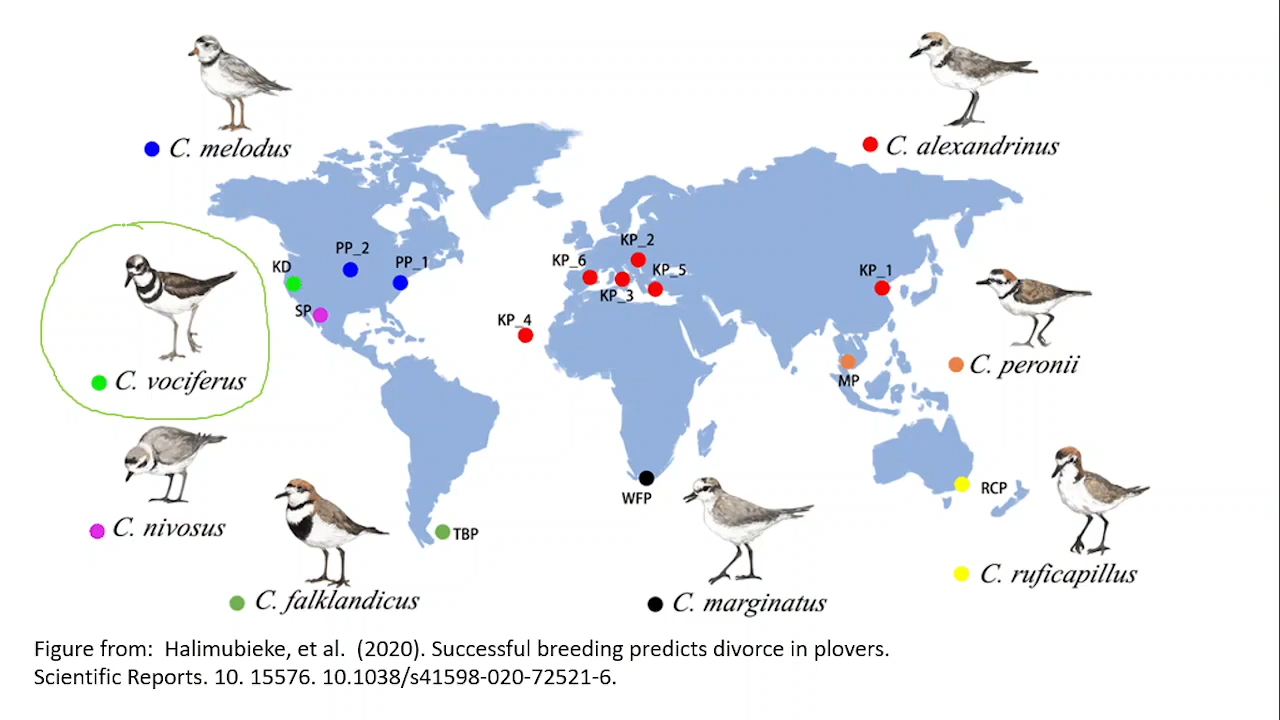 C. melodus
C. alexandrinus
PP_2
KP_2
KD
PP_1
KP_6
KP_5
KP_1
KP_3
SP
KP_4
C. vociferus
C. peronii
MP
WFP
RCP
C. nivosus
TBP
C. ruficapillus
C. falklandicus
C. marginatus
Figure from:  Halimubieke, et al.  (2020). Successful breeding predicts divorce in plovers.
Scientific Reports. 10. 15576. 10.1038/s41598-020-72521-6.